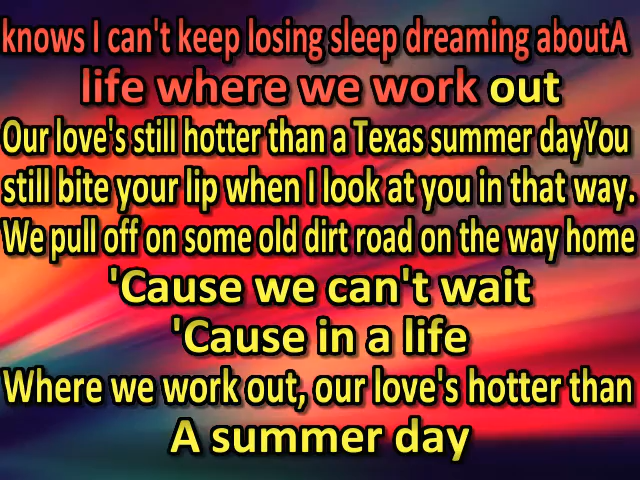 knows I can't keep losing sleep dreaming aboutA
life where we work out
Our love's still hotter than a Texas summer dayYou
still bite your lip when I look at you in that way.
We pull off on some old dirt road on the way home
'Cause we can't wait
'Cause in a life
Where we work out, our love's hotter than
A summer day